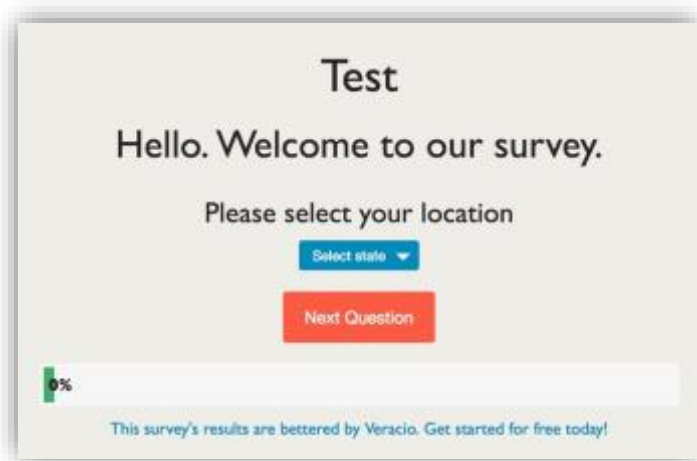 Test
Hello. Welcome to our survey.
Please select your location
Select state
Next Question
0%
This survey's results are bettered by Veracio. Get started for free today!